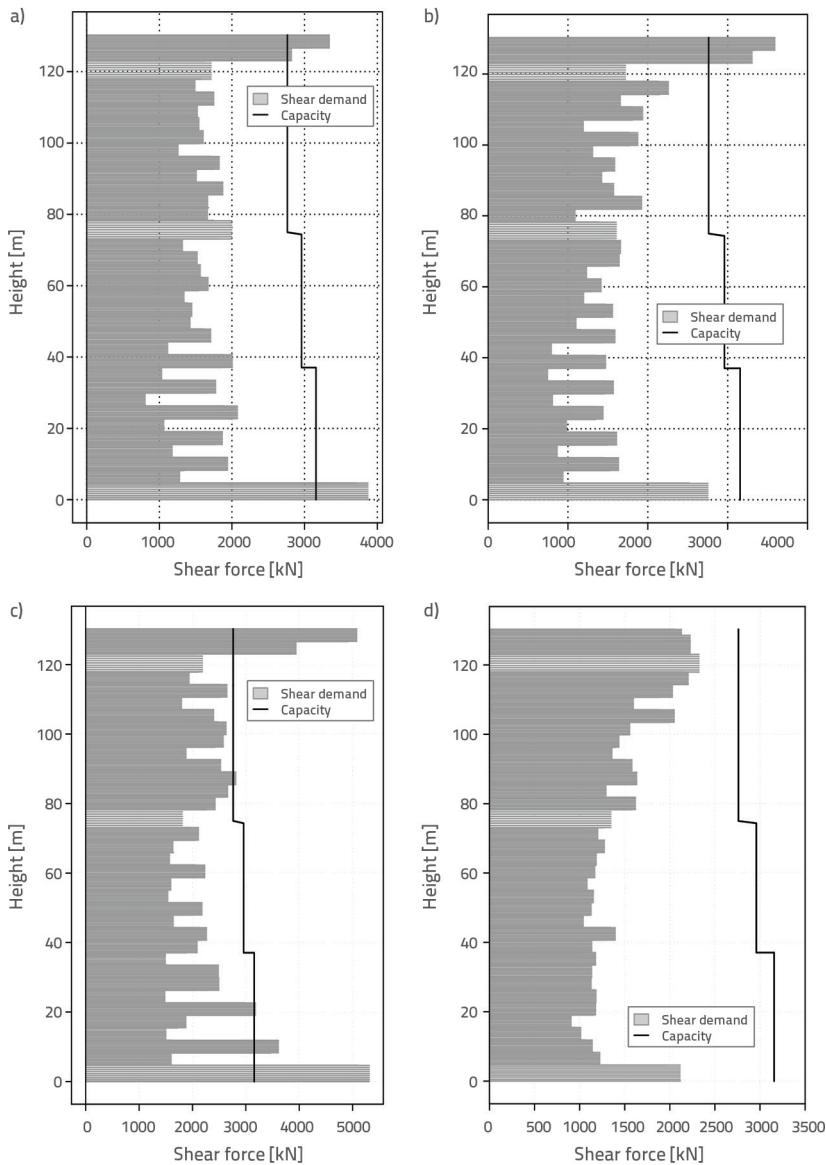 a)
120
100
80
60
40
20
0
Height [m]
Shear demand
Capacity
0 1000 2000 3000 4000
Shear force [kN]
b)
120
100
80
60
40
20
0
Height [m]
Shear demand
Capacity
0 1000 2000 3000 4000
Shear force [kN]
c)
120
100
80
60
40
20
0
Height [m]
Shear demand
Capacity
0 1000 2000 3000 4000 5000
Shear force [kN]
d)
120
100
80
60
40
20
0
Height [m]
Shear demand
Capacity
0 500 1000 1500 2000 2500 3000 3500
Shear force [kN]